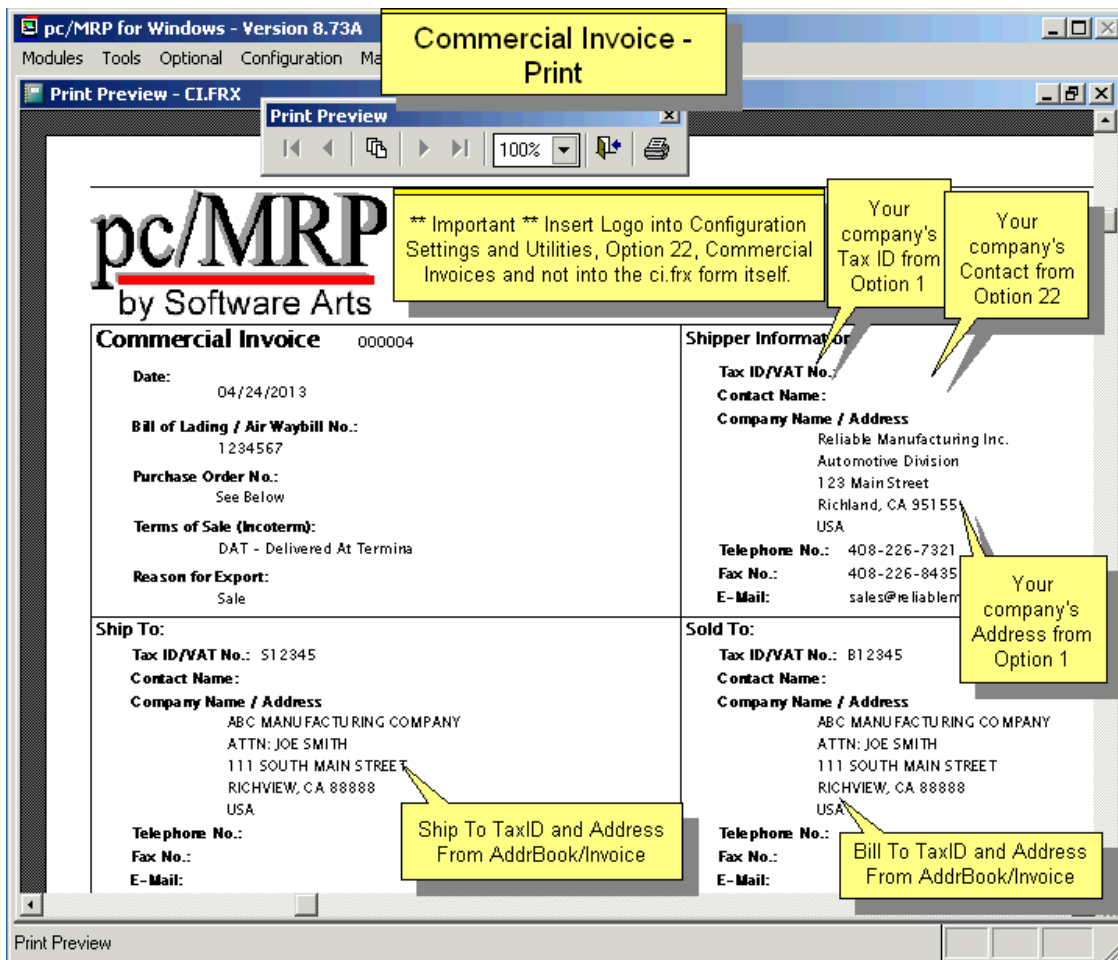 pc/MRP for Windows - Version 8.73A
Commercial Invoice -
Print
Modules Tools Optional Configuration Ma
Print Preview - CI.FRX
Print Preview
100%
pc/MRP
by Software Arts
** Important ** Insert Logo into Configuration
Settings and Utilities, Option 22, Commercial
Invoices and not into the ci.frx form itself.
Your
company's
Tax ID from
Option 1
Your
company's
Contact from
Option 22
Commercial Invoice 000004
Date:
04/24/2013
Bill of Lading / Air Waybill No.:
1234567
Purchase Order No.:
See Below
Terms of Sale (Incoterm):
DAT - Delivered At Termina
Reason for Export:
Sale
Shipper Information
Tax ID/VAT No.:
Contact Name:
Company Name / Address
Reliable Manufacturing Inc.
Automotive Division
123 Main Street
Richland, CA 95155
USA
Telephone No.: 408-226-7321
Fax No.: 408-226-8435
E-Mail: sales@reliablem
Your
company's
Address from
Option 1
Ship To:
Tax ID/VAT No.: S12345
Contact Name:
Company Name / Address
ABC MANUFACTURING COMPANY
ATTN: JOE SMITH
111 SOUTH MAIN STREET
RICHVIEW, CA 88888
USA
Telephone No.:
Fax No.:
E-Mail:
Ship To TaxID and Address
From AddrBook/Invoice
Sold To:
Tax ID/VAT No.: B12345
Contact Name:
Company Name / Address
ABC MANUFACTURING COMPANY
ATTN: JOE SMITH
111 SOUTH MAIN STREET
RICHVIEW, CA 88888
USA
Telephone No.:
Fax No.:
E-Mail:
Bill To TaxID and Address
From AddrBook/Invoice
Print Preview